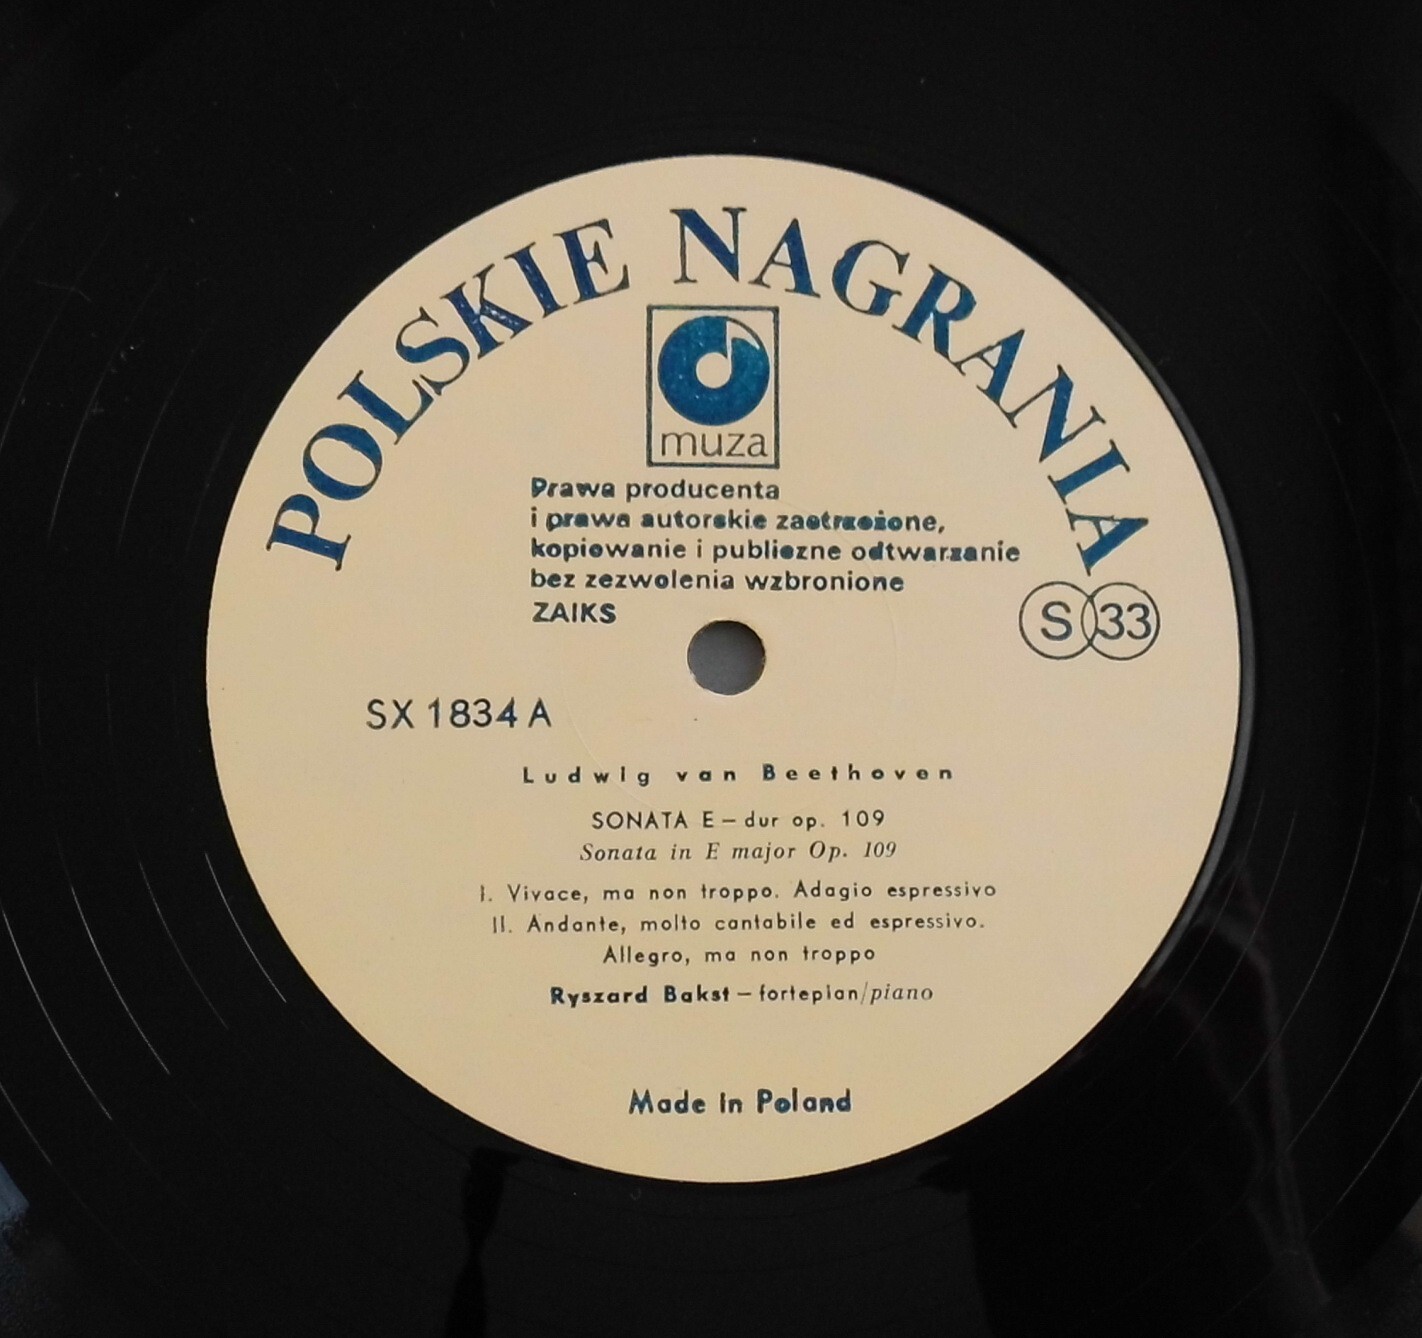 POLSKIE NAGRANIA
muza
Prawa producenta
i prawa autorskie zastrzeżone,
kopiowanie i publiczne odtwarzanie
bez zezwolenia wzbronione
ZAIKS
S 33
SX 1834 A
Ludwig van Beethoven
SONATA E – dur op. 109
Sonata in E major Op. 109
I. Vivace, ma non troppo. Adagio espressivo
II. Andante, molto cantabile ed espressivo.
Allegro, ma non troppo
Ryszard Bakst – fortepian/piano
Made in Poland